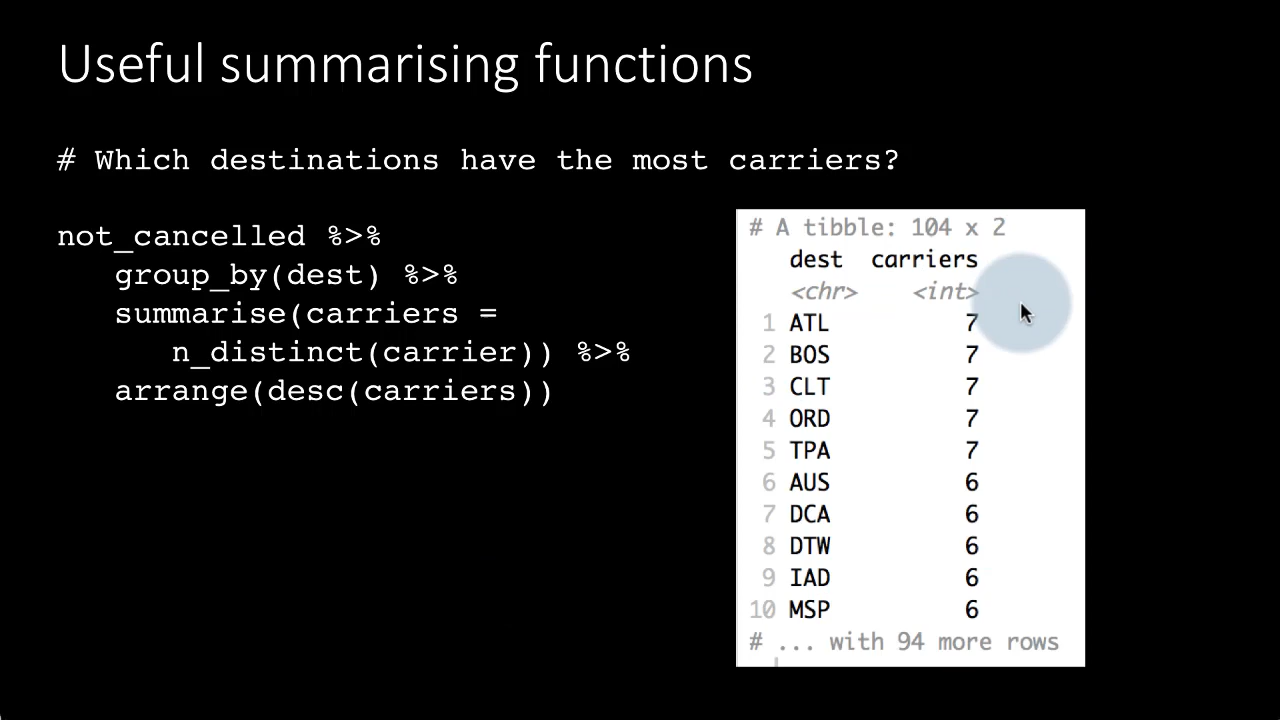 Useful summarising functions
# Which destinations have the most carriers?
not_cancelled %>%
group_by(dest) %>%
summarise(carriers =
n_distinct(carrier)) %>%
arrange(desc(carriers))
# A tibble: 104 x 2
dest carriers
<chr> <int>
1 ATL 7
2 BOS 7
3 CLT 7
4 ORD 7
5 TPA 7
6 AUS 6
7 DCA 6
8 DTW 6
9 IAD 6
10 MSP 6
# ... with 94 more rows